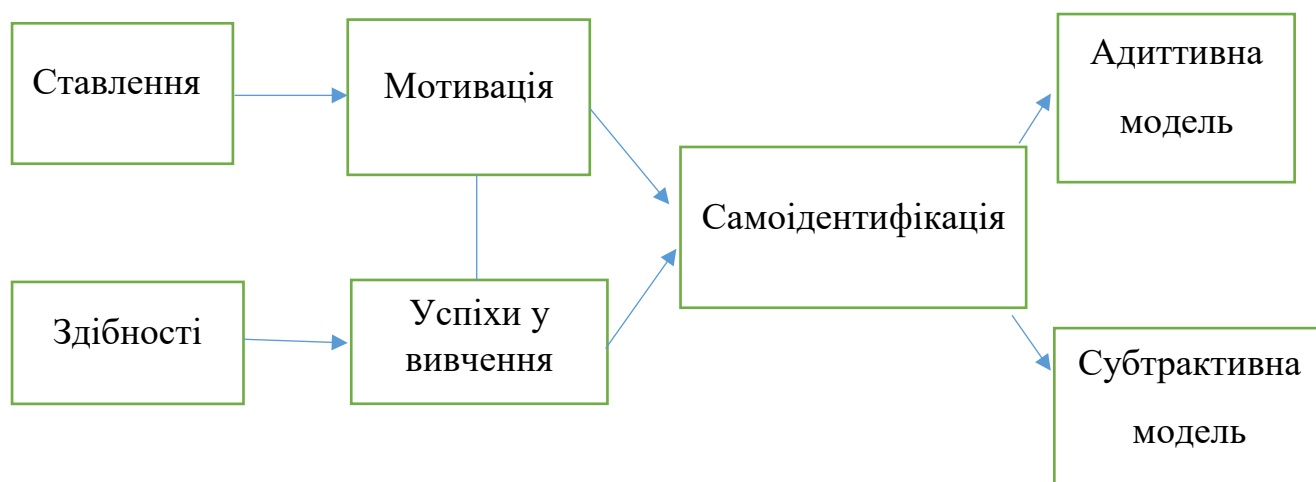 Ставлення
Мотивація
Адиттивна
модель
Самоідентифікація
Здібності
Успіхи у
вивчення
Субтрактивна
модель